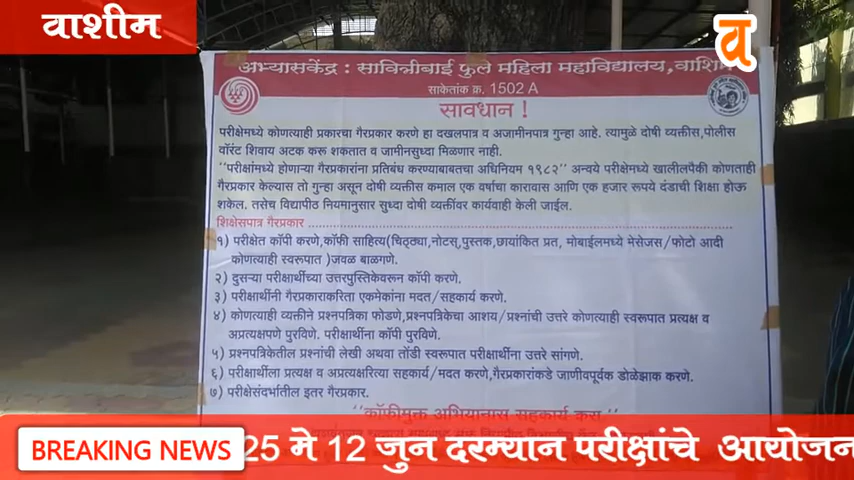 वाशीम
व
अभ्यासकेंद्र : सावित्रीबाई फुले महिला महाविद्यालय,वाशिम
साकेतांक क्र. 1502 A
सावधान !
परीक्षेमध्ये कोणत्याही प्रकारचा गैरप्रकार करणे हा दखलपात्र व अजामीनपात्र गुन्हा आहे. त्यामुळे दोषी व्यक्तीस,पोलीस
वॉरंट शिवाय अटक करू शकतात व जामीनसुध्दा मिळणार नाही.
"परीक्षांमध्ये होणाऱ्या गैरप्रकारांना प्रतिबंध करण्याबाबतचा अधिनियम १९८२" अन्वये परीक्षेमध्ये खालीलपैकी कोणताही
गैरप्रकार केल्यास तो गुन्हा असून दोषी व्यक्तीस कमाल एक वर्षाचा कारावास आणि एक हजार रूपये दंडाची शिक्षा होऊ
शकेल. तसेच विद्यापीठ नियमानुसार सुध्दा दोषी व्यक्तींवर कार्यवाही केली जाईल.
शिक्षेसपात्र गैरप्रकार
१) परीक्षेत कॉपी करणे,कॉफी साहित्य(चिठ्ठ्या,नोटस्,पुस्तक,छायांकित प्रत, मोबाईलमध्ये मेसेजस/फोटो आदी
कोणत्याही स्वरूपात )जवळ बाळगणे.
२) दुसऱ्या परीक्षार्थीच्या उत्तरपुस्तिकेवरून कॉपी करणे.
३) परीक्षार्थीनी गैरप्रकाराकरिता एकमेकांना मदत/सहकार्य करणे.
४) कोणत्याही व्यक्तीने प्रश्नपत्रिका फोडणे,प्रश्नपत्रिकेचा आशय/प्रश्नांची उत्तरे कोणत्याही स्वरूपात प्रत्यक्ष व
अप्रत्यक्षपणे पुरविणे. परीक्षार्थीना कॉपी पुरविणे.
५) प्रश्नपत्रिकेतील प्रश्नांची लेखी अथवा तोंडी स्वरूपात परीक्षार्थीना उत्तरे सांगणे.
६) परीक्षार्थीला प्रत्यक्ष व अप्रत्यक्षरित्या सहकार्य/मदत करणे,गैरप्रकारांकडे जाणीवपूर्वक डोळेझाक करणे.
७) परीक्षेसंदर्भातील इतर गैरप्रकार.
"कॉफीमुक्त अभियानास सहकार्य करा"
BREAKING NEWS
25 मे 12 जुन दरम्यान परीक्षांचे आयोजन